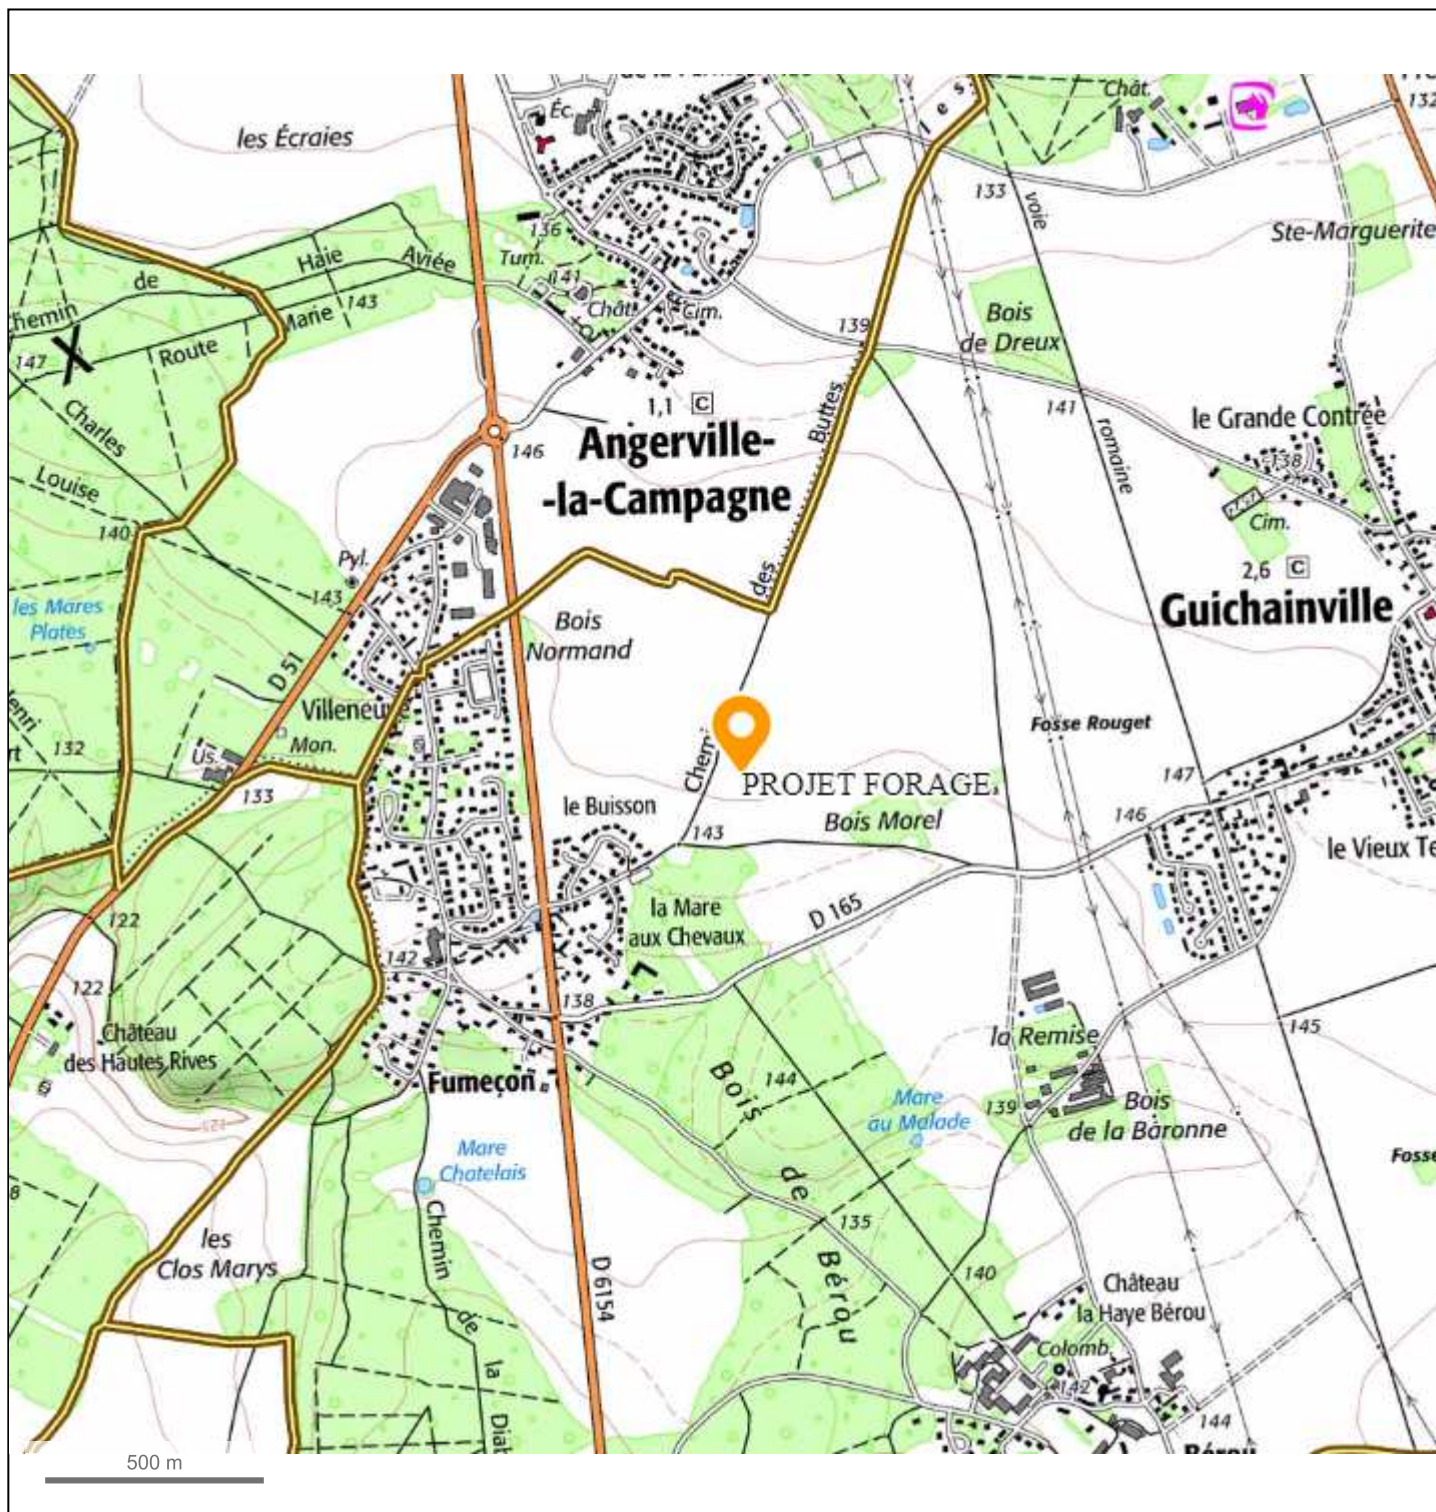 Éc.
Chât.
132
les Écraies
133
voie
les
Ste-Marguerite
136
Tum.
Haie
Aviée
de
141
Chât.
Cim.
143
Chemin
Marie
Route
147
139
Bois
de Dreux
Charles
1,1 C
Buttes
141
le Grande Contrée
romaine
146
Angerville-
-la-Campagne
138
Louise
Cim.
140
Pyl.
2,6 C
des
143
Guichainville
les Mares
Plates
Bois
Normand
D 51
Villeneu
Mon.
Fosse Rouget
132
Us.
Chem
147
133
PROJET FORAGE
le Buisson
Bois Morel
146
143
le Vieux Te
122
la Mare
aux Chevaux
D 165
142
138
122
Château
des Hautes Rives
la Remise
145
Fumeçon
Bois
144
Mare
au Malade
139
Bois
de la Baronne
Mare
Chatelais
Fosse
de
Chemin
135
les
Clos Marys
Bérou
140
D 6154
Château
la Haye Bérou
de
Colomb.
la
142
144
Diab
Bérou
500 m